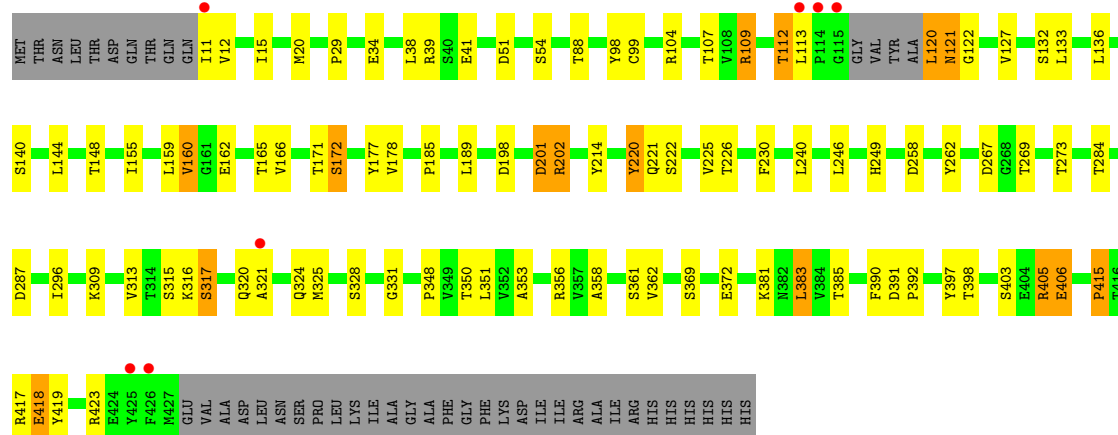 MET THR ASN LEU THR ASP GLN THR GLN GLN I11 V12 I15 M20 P29 E34 L38 R39 S40 E41 D51 S54 T88 Y98 C99 R104 T107 V108 R109 T112 L113 P114 G115 GLY VAL TYR ALA L120 N121 G122 V127 S132 L133 L136
S140 L144 T148 I155 L159 V160 G161 E162 T165 V166 T171 S172 Y177 V178 P185 L189 D198 D201 R202 Y214 Y220 Q221 S222 V225 T226 F230 L240 L246 H249 D258 Y262 D267 G268 T269 T273 T284
D287 I296 K309 V313 T314 S315 K316 S317 Q320 A321 Q324 M325 S328 G331 P348 V349 T350 L351 V352 A353 R356 V357 A358 S361 V362 S369 E372 K381 N382 L383 V384 T385 F390 D391 P392 Y397 T398 S403 E404 R405 E406 P415 T416
R417 E418 Y419 R423 E424 Y425 F426 M427 GLU VAL ALA ASP LEU ASN SER PRO LEU LYS ILE ALA GLY ALA PHE GLY PHE LYS ASP ILE ILE ARG ALA ILE ARG HIS HIS HIS HIS HIS HIS